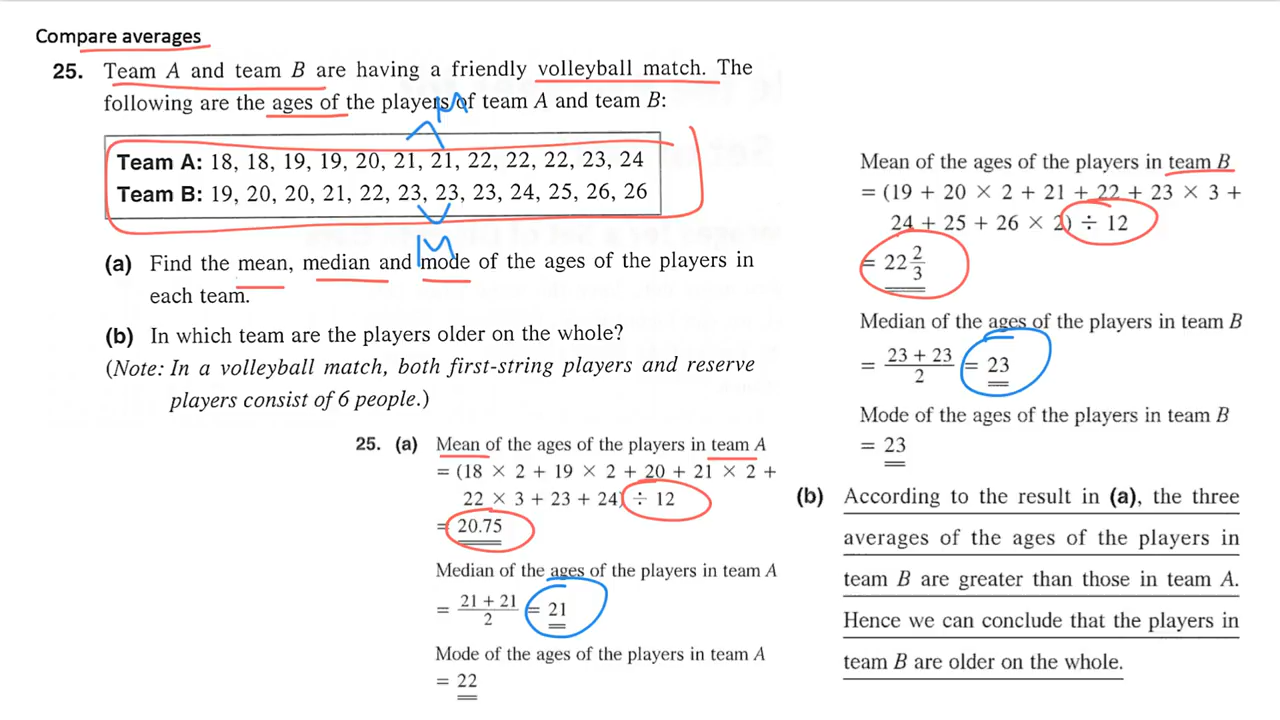 Compare averages
25. Team A and team B are having a friendly volleyball match. The
following are the ages of the players of team A and team B:
M
Team A: 18, 18, 19, 19, 20, 21, 21, 22, 22, 22, 23, 24
Team B: 19, 20, 20, 21, 22, 23, 23, 23, 24, 25, 26, 26
M
(a) Find the mean, median and mode of the ages of the players in
each team.
(b) In which team are the players older on the whole?
(Note: In a volleyball match, both first-string players and reserve
players consist of 6 people.)
25. (a) Mean of the ages of the players in team A
= (18 × 2 + 19 × 2 + 20 + 21 × 2 +
22 × 3 + 23 + 24) ÷ 12
= 20.75
Median of the ages of the players in team A
= (21 + 21)/2 = 21
Mode of the ages of the players in team A
= 22
Mean of the ages of the players in team B
= (19 + 20 × 2 + 21 + 22 + 23 × 3 +
24 + 25 + 26 × 2) ÷ 12
= 22 2/3
Median of the ages of the players in team B
= (23 + 23)/2 = 23
Mode of the ages of the players in team B
= 23
(b) According to the result in (a), the three
averages of the ages of the players in
team B are greater than those in team A.
Hence we can conclude that the players in
team B are older on the whole.